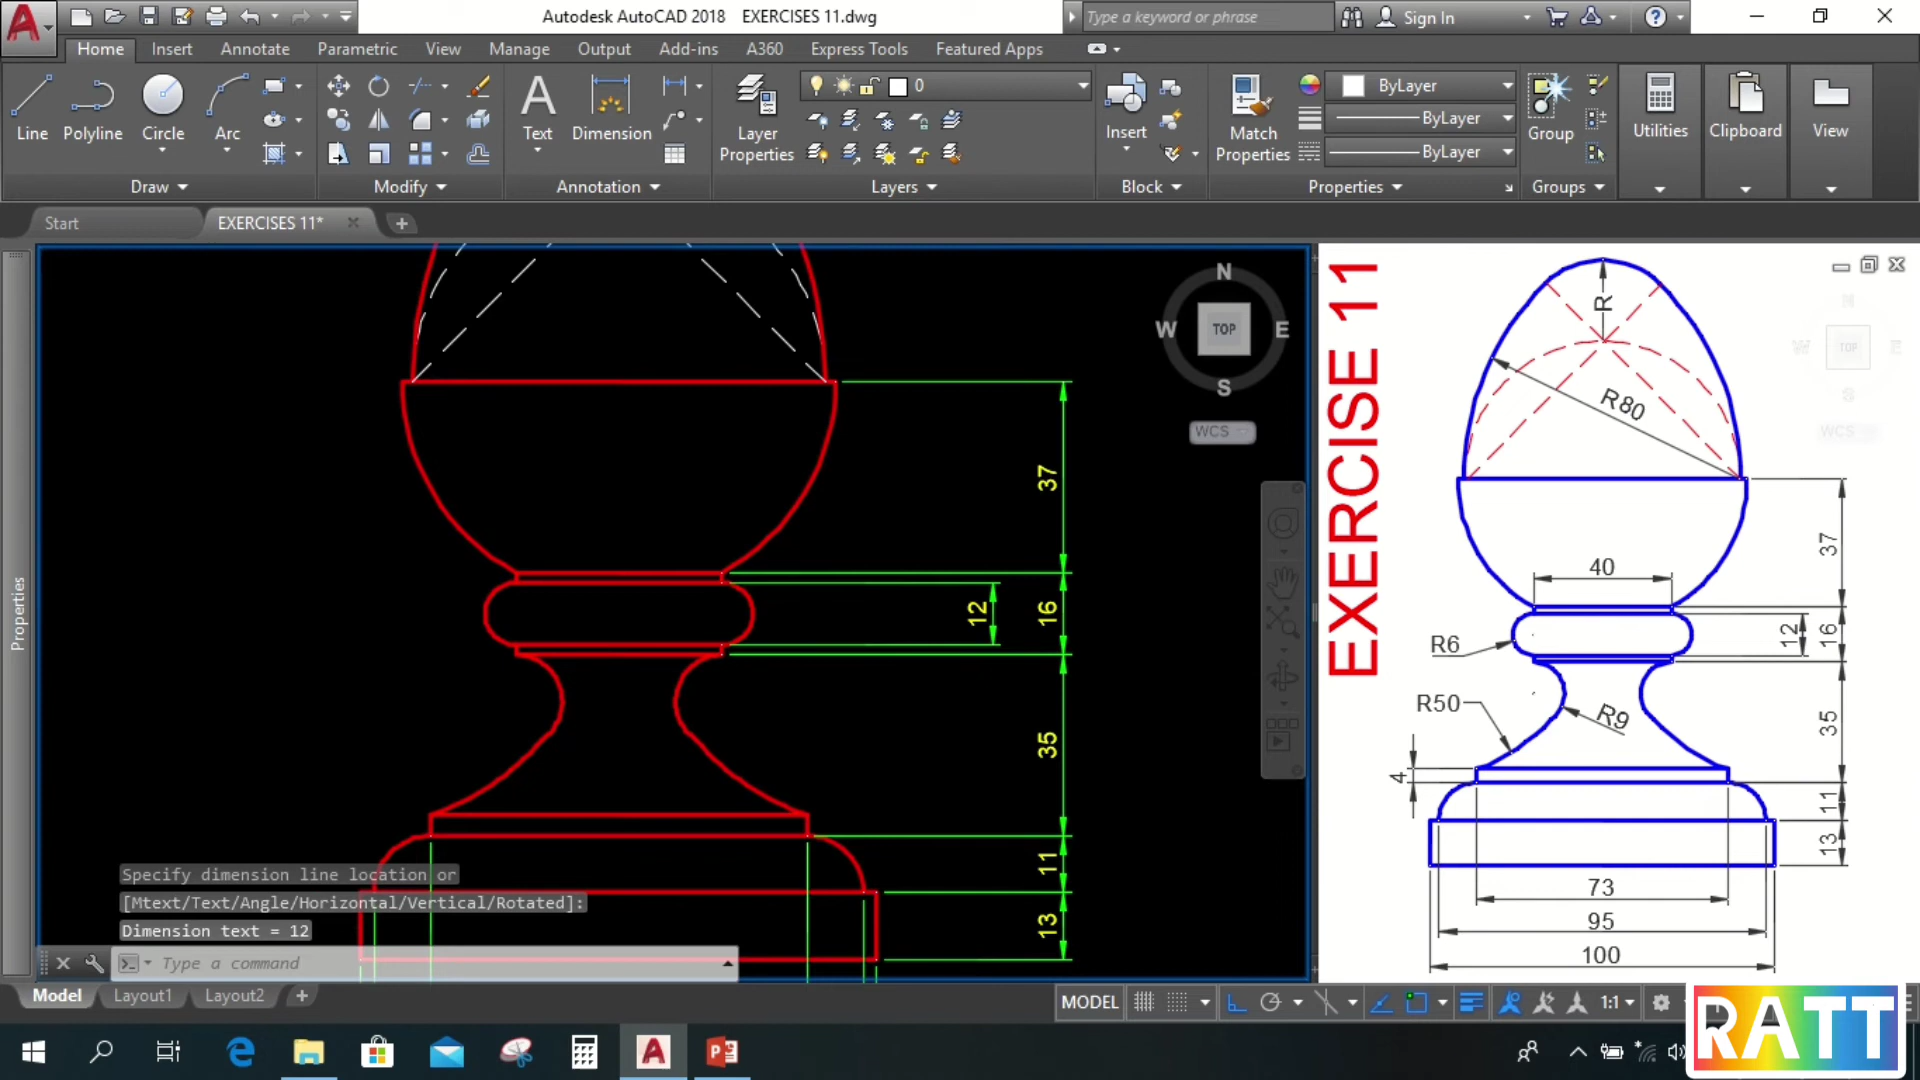 Autodesk AutoCAD 2018 EXERCISES 11.dwg
Type a keyword or phrase
Sign In
Home Insert Annotate Parametric View Manage Output Add-ins A360 Express Tools Featured Apps
Line Polyline Circle Arc
Text Dimension
Layer Properties
0
Insert
Match Properties
ByLayer
ByLayer
ByLayer
Group
Utilities
Clipboard
View
Draw Modify Annotation Layers Block Properties Groups
Start
EXERCISES 11*
Properties
N
W TOP E
S
WCS
37
12
16
35
11
13
Specify dimension line location or
[Mtext/Text/Angle/Horizontal/Vertical/Rotated]:
Dimension text = 12
Type a command
EXERCISE 11
N
W TOP E
S
WCS
R
R80
37
40
R6
12
16
R50
R9
35
4
11
13
73
95
100
Model Layout1 Layout2
MODEL
1:1
RATT